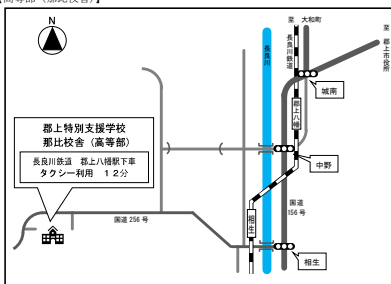 【高等部（那比校舎）】
N
至 大和町
至 郡上市役所
長良川
長良川鉄道
城南
郡上八幡
郡上特別支援学校
那比校舎（高等部）
長良川鉄道 郡上八幡駅下車
タクシー利用 １２分
中野
国道
156号
相生
国道256号
相生